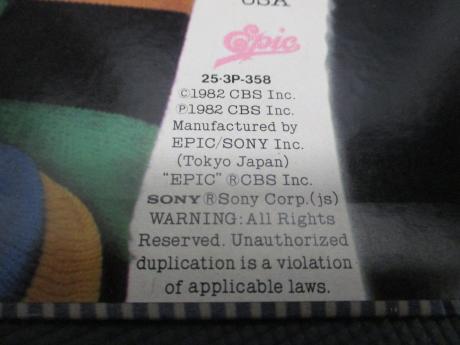 USA
Epic
25·3P-358
©1982 CBS Inc.
℗1982 CBS Inc.
Manufactured by
EPIC/SONY Inc.
(Tokyo Japan)
"EPIC" ®CBS Inc.
SONY ®Sony Corp.(js)
WARNING: All Rights
Reserved. Unauthorized
duplication is a violation
of applicable laws.